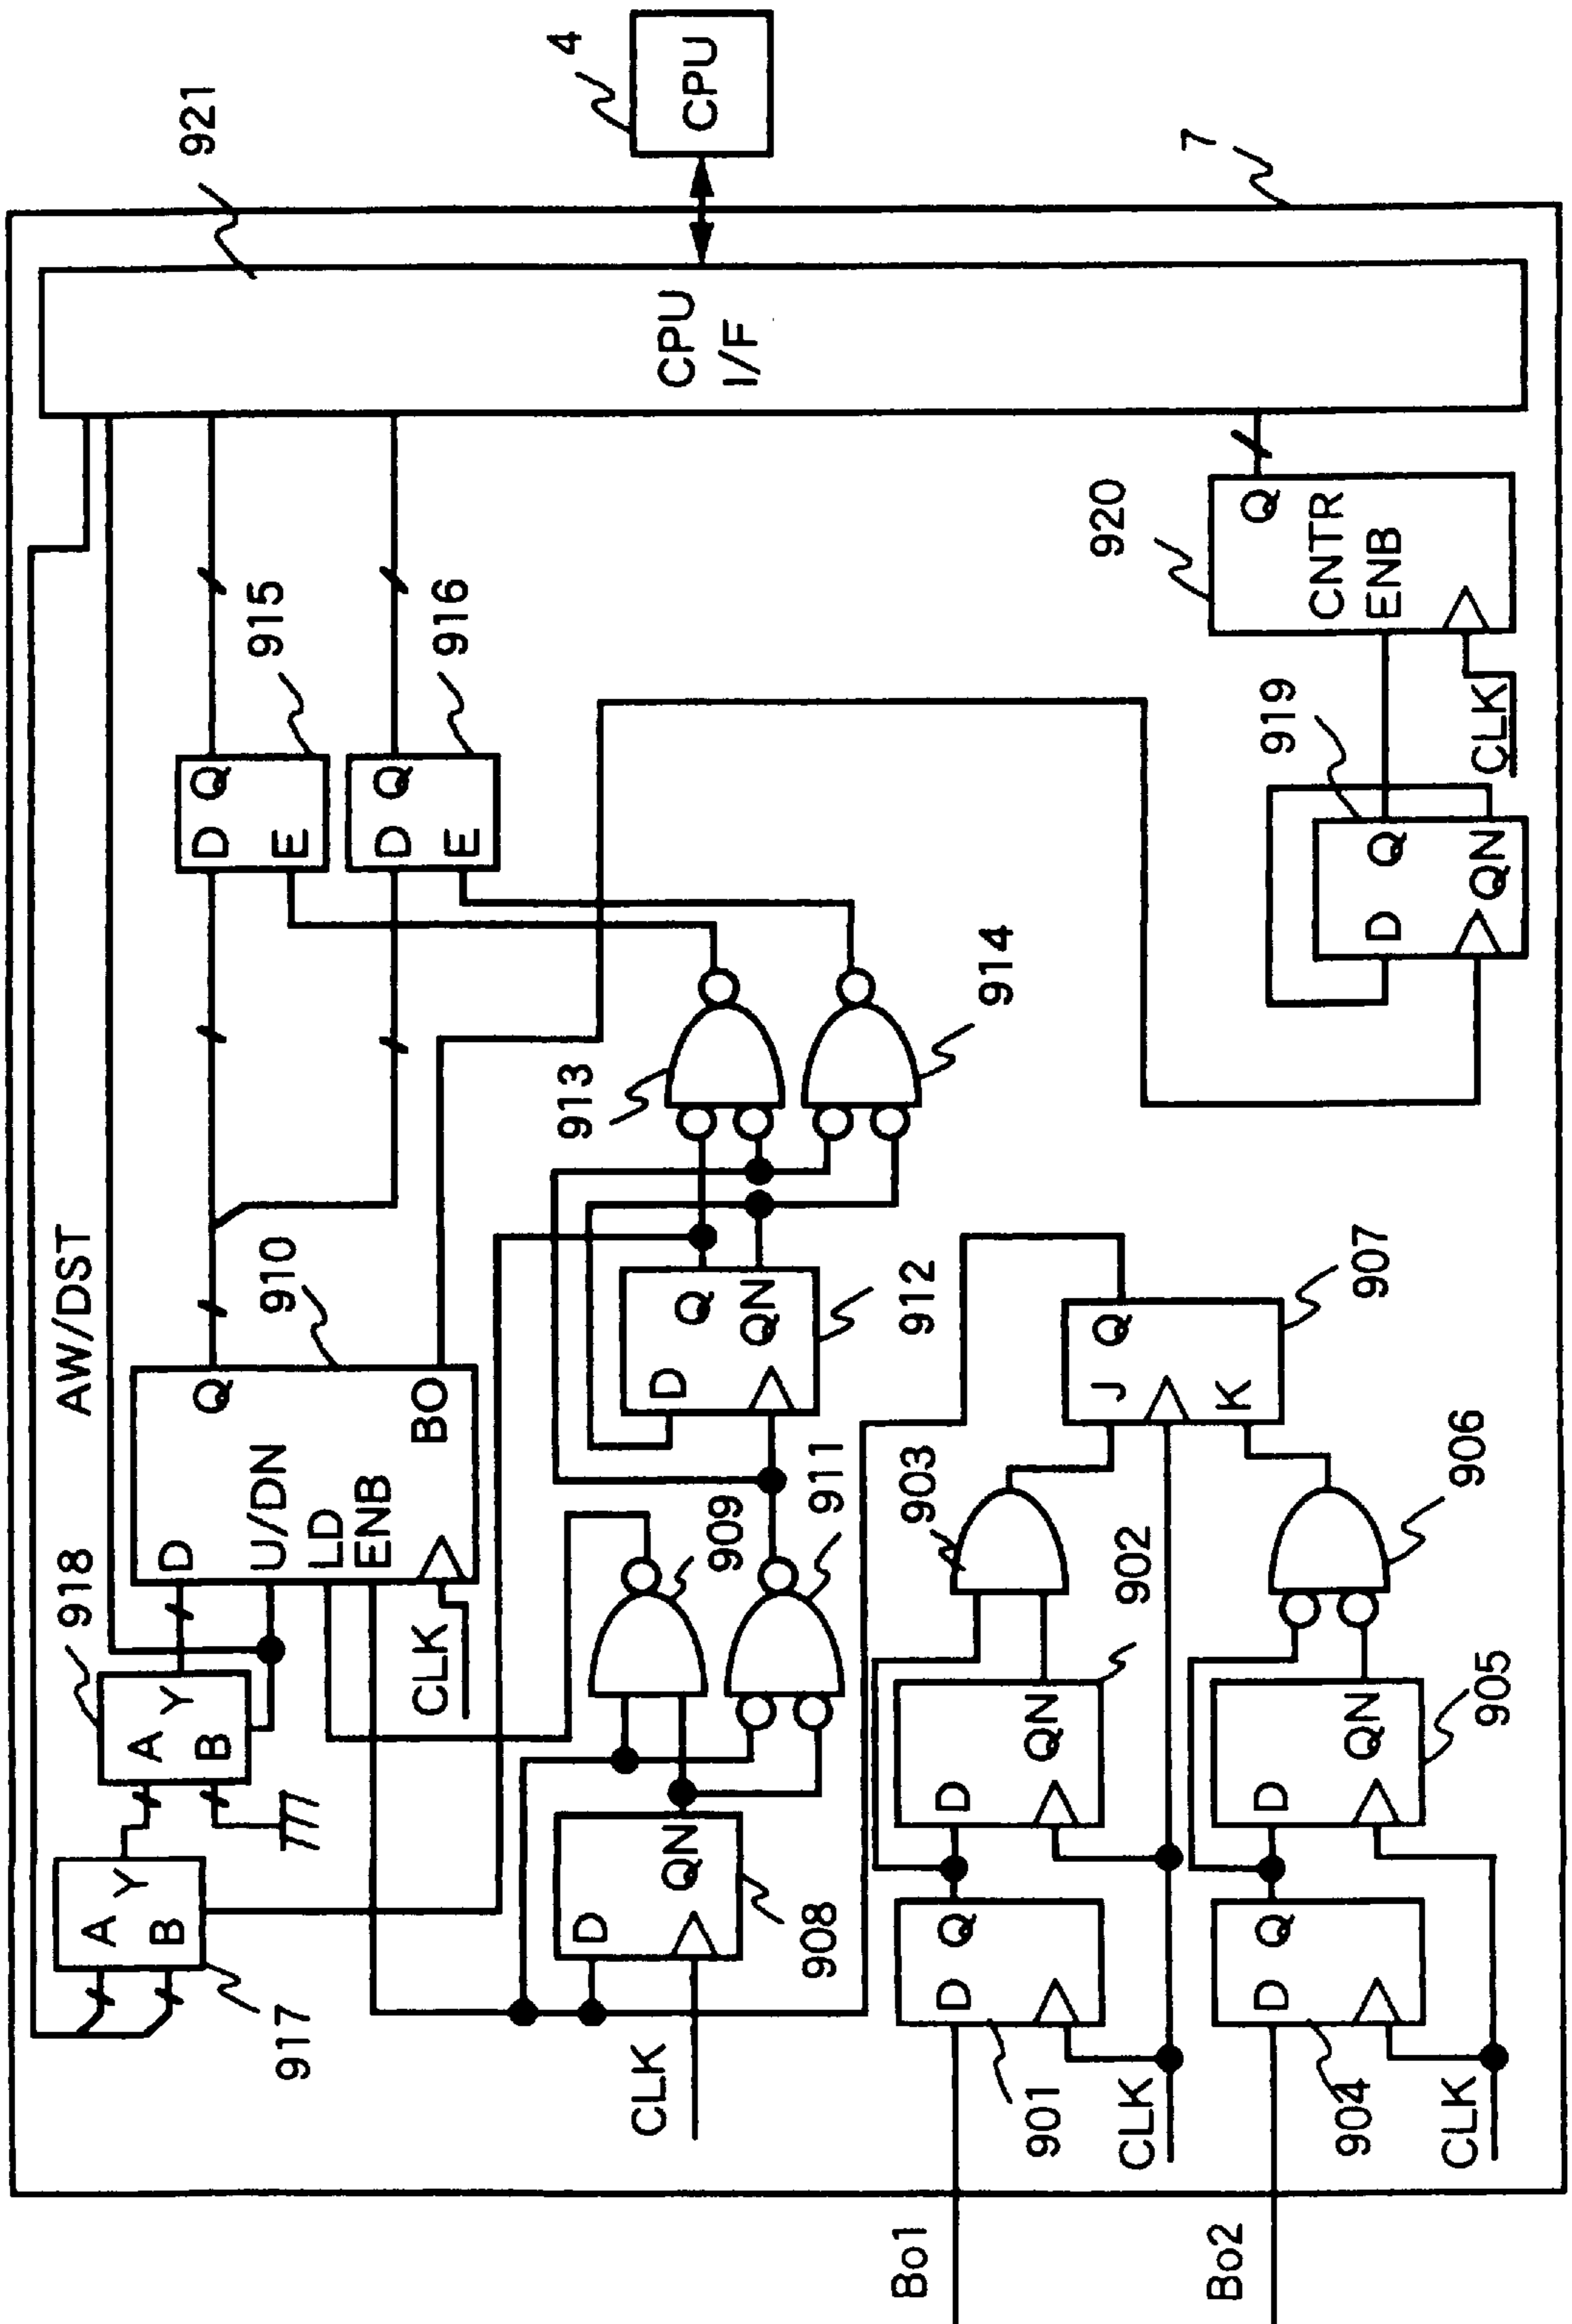 AW/DST
921
CPU
I/F
4
CPU
7
917
A
B
Y
918
A
B
Y
910
D
U/DN
LD
ENB
Q
BO
CLK
915
D Q
E
916
D Q
E
909
911
908
D
QN
CLK
912
D
Q
QN
913
914
Bo1
901
D Q
CLK
902
D
QN
903
907
J
K
Q
Bo2
904
D Q
CLK
905
D
QN
906
919
D Q
QN
920
Q
CNTR
ENB
CLK